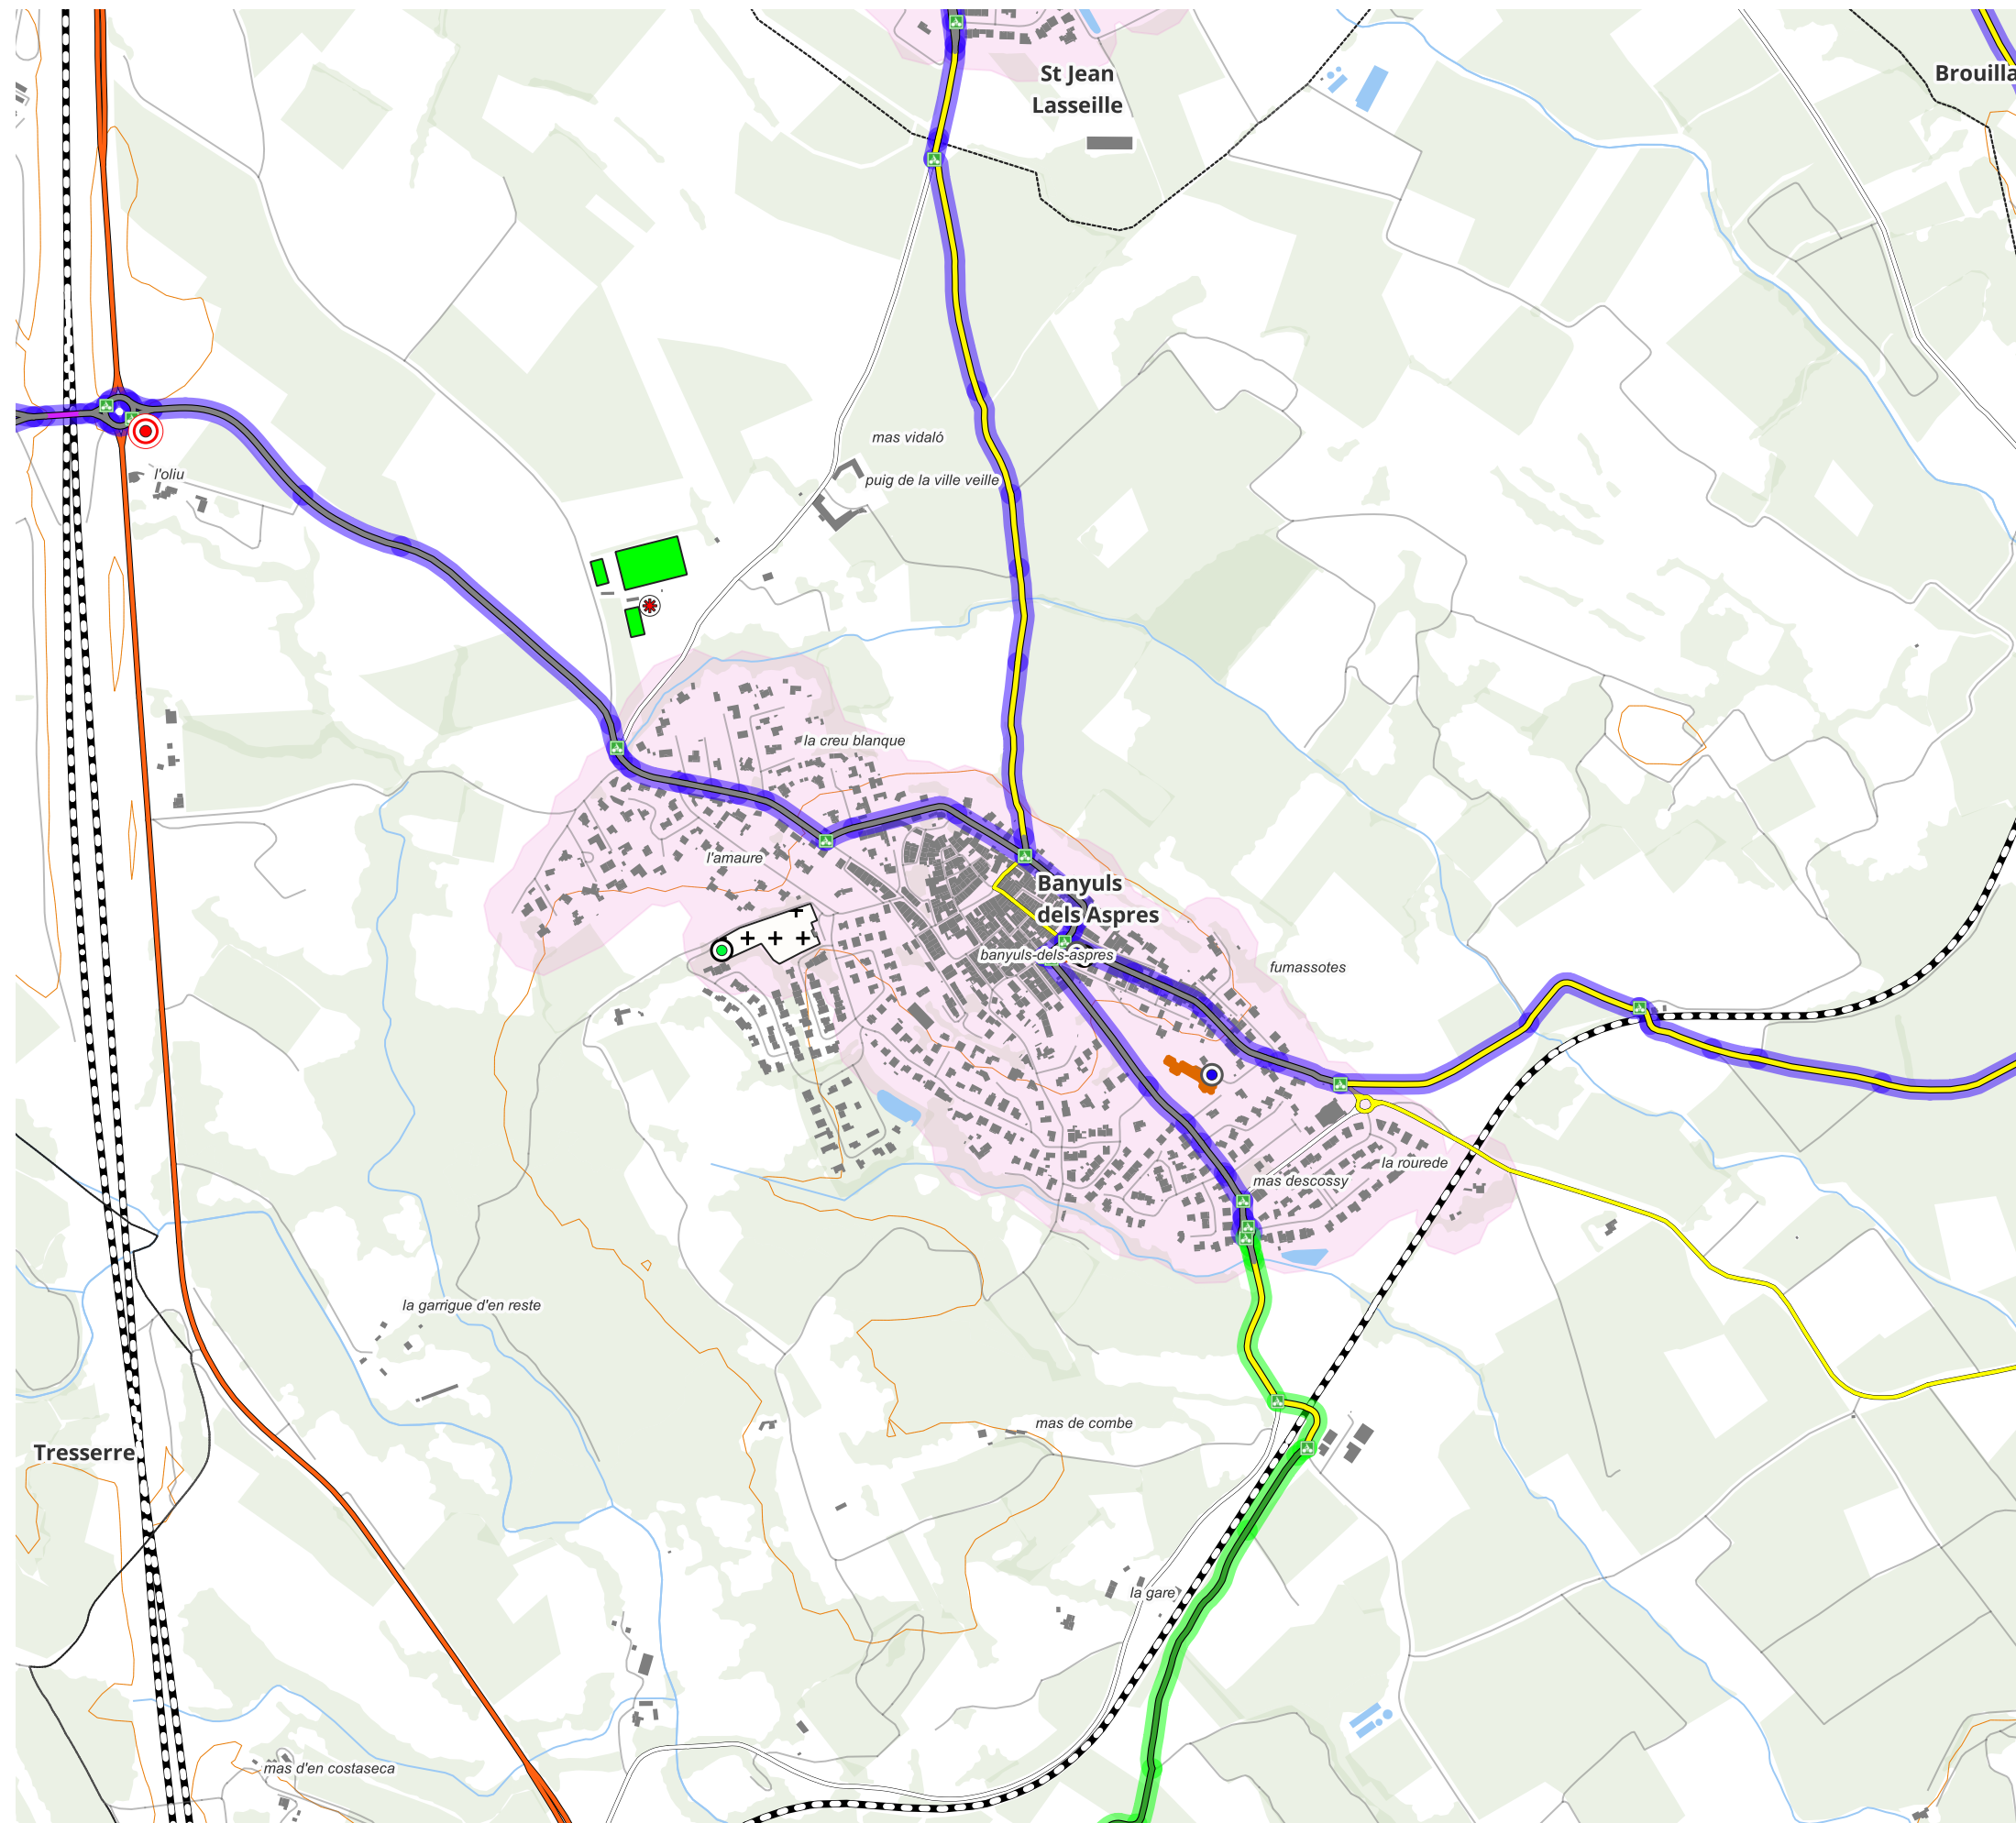 St Jean
Lasseille
Brouilla
mas vidaló
l'oliu
puig de la ville veille
la creu blanque
l'amaure
Banyuls
dels Aspres
banyuls-dels-aspres
fumassotes
la rourede
mas descossy
la garrigue d'en reste
mas de combe
Tresserre
la gare
mas d'en costaseca